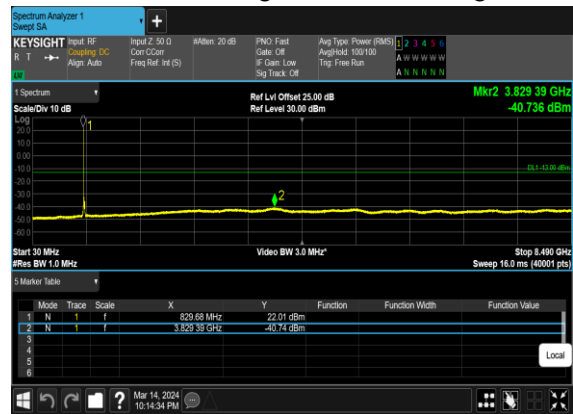 Spectrum Analyzer 1
Swept SA
+
KEYSIGHT Input: RF Input Z: 50 Ω #Atten: 20 dB PNO: Fast Avg Type: Power (RMS) 1 2 3 4 5 6
R T Coupling: DC Corr CCorr Gate: Off Avg|Hold: 100/100 A W W W W W
Align: Auto Freq Ref: Int (S) IF Gain: Low Trig: Free Run
Sig Track: Off A N N N N N
1 Spectrum Ref Lvl Offset 25.00 dB Mkr2 3.829 39 GHz
Scale/Div 10 dB Ref Level 30.00 dBm -40.736 dBm
Log
20.0
10.0
0.00
-10.0
-20.0
-30.0
-40.0
-50.0
-60.0
1
DL1 -13.00 dBm
2
Start 30 MHz Video BW 3.0 MHz* Stop 8.490 GHz
#Res BW 1.0 MHz Sweep 16.0 ms (40001 pts)
5 Marker Table
Mode Trace Scale X Y Function Function Width Function Value
1 N 1 f 829.68 MHz 22.01 dBm
2 N 1 f 3.829 39 GHz -40.74 dBm
3
4
5
6
Local
? Mar 14, 2024
10:14:34 PM